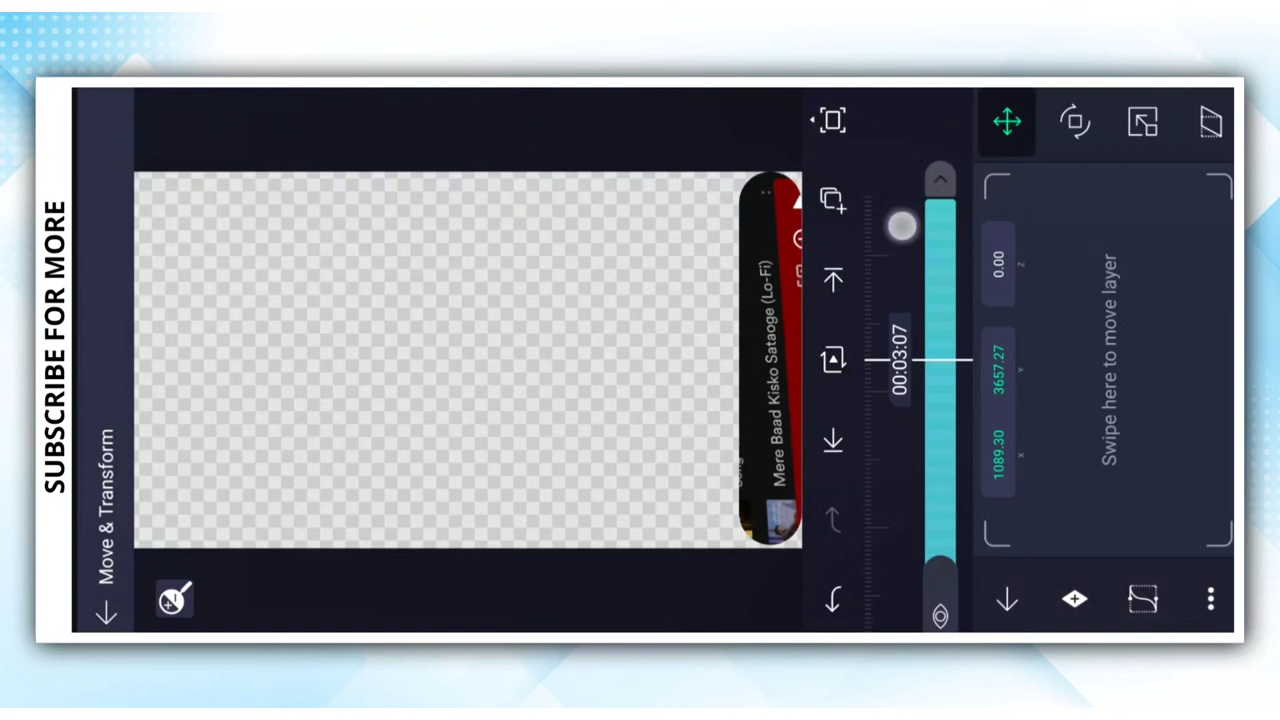 SUBSCRIBE FOR MORE
Move & Transform
Mere Baad Kisko Sataoge (Lo-Fi)
00:03:07
1089.30
3657.27
0.00
X
Y
Z
Swipe here to move layer